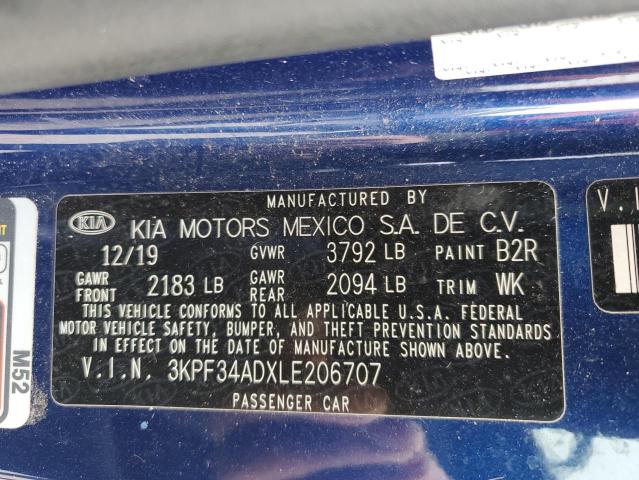 MANUFACTURED BY
KIA KIA MOTORS MEXICO S.A. DE C.V.
12/19 GVWR 3792 LB PAINT B2R
GAWR FRONT 2183 LB GAWR REAR 2094 LB TRIM WK
THIS VEHICLE CONFORMS TO ALL APPLICABLE U.S.A. FEDERAL
MOTOR VEHICLE SAFETY, BUMPER, AND THEFT PREVENTION STANDARDS
IN EFFECT ON THE DATE OF MANUFACTURE SHOWN ABOVE.
V.I.N. 3KPF34ADXLE206707
PASSENGER CAR
M52
V.I